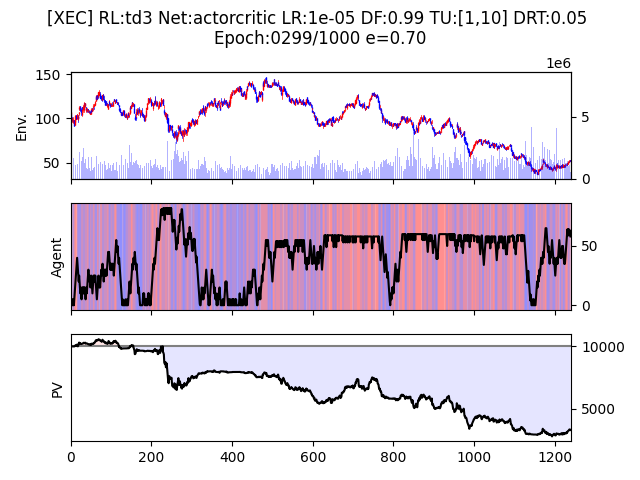 [XEC] RL:td3 Net:actorcritic LR:1e-05 DF:0.99 TU:[1,10] DRT:0.05
Epoch:0299/1000 e=0.70
1e6
150
100
50
Env.
5
0
Agent
50
0
PV
10000
5000
0 200 400 600 800 1000 1200